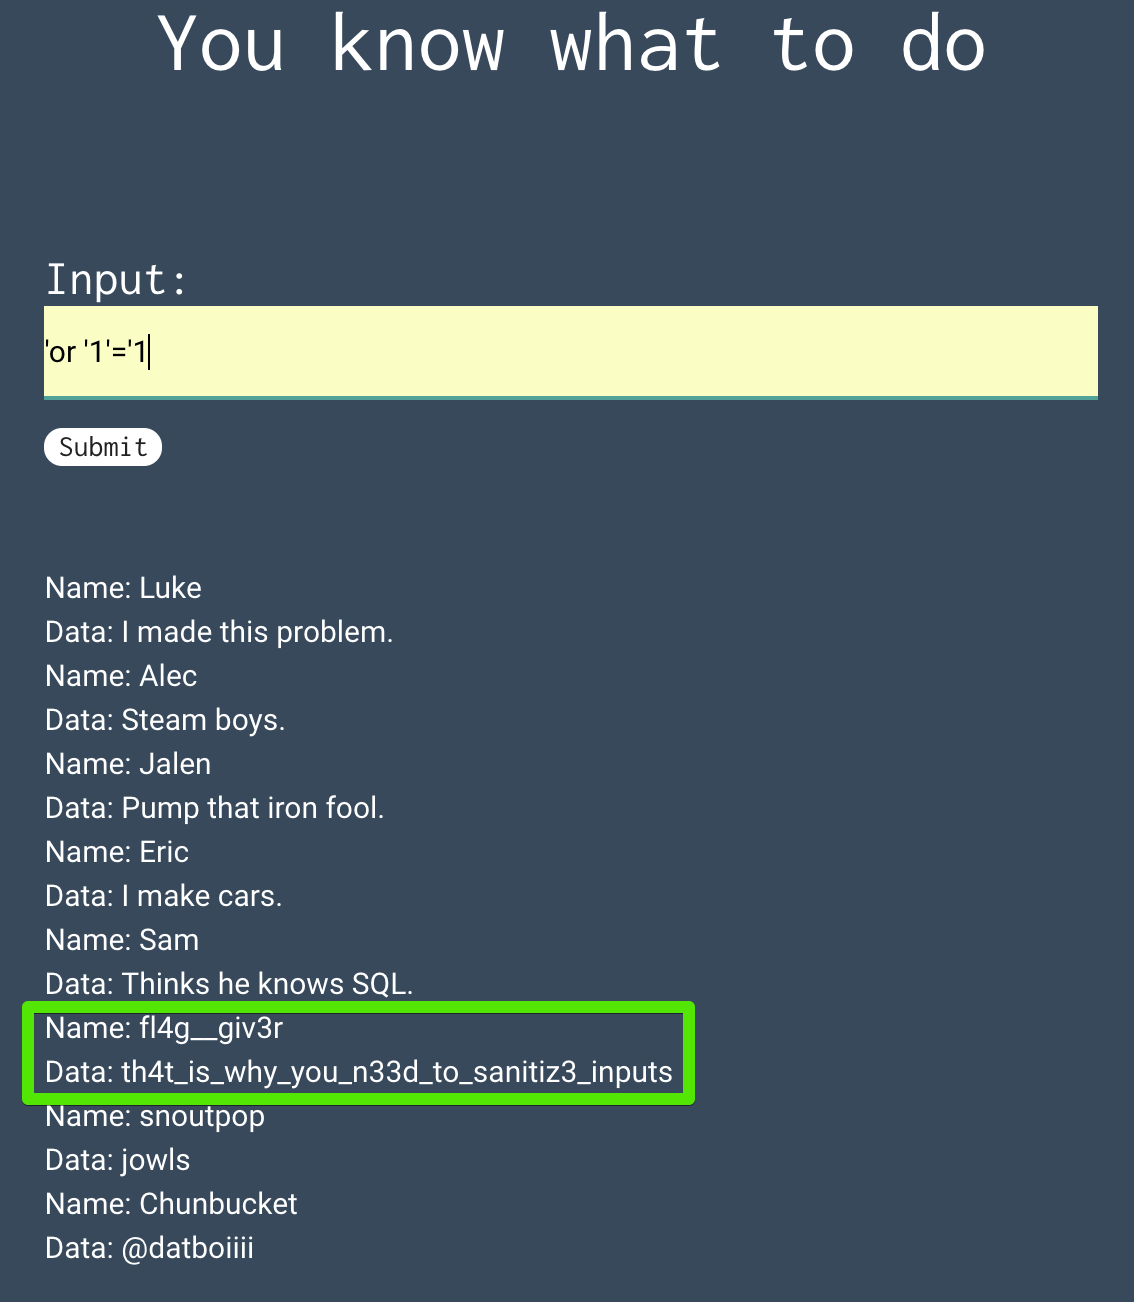 You know what to do
Input:
'or '1'='1
Submit
Name: Luke
Data: I made this problem.
Name: Alec
Data: Steam boys.
Name: Jalen
Data: Pump that iron fool.
Name: Eric
Data: I make cars.
Name: Sam
Data: Thinks he knows SQL.
Name: fl4g__giv3r
Data: th4t_is_why_you_n33d_to_sanitiz3_inputs
Name: snoutpop
Data: jowls
Name: Chunbucket
Data: @datboiiii